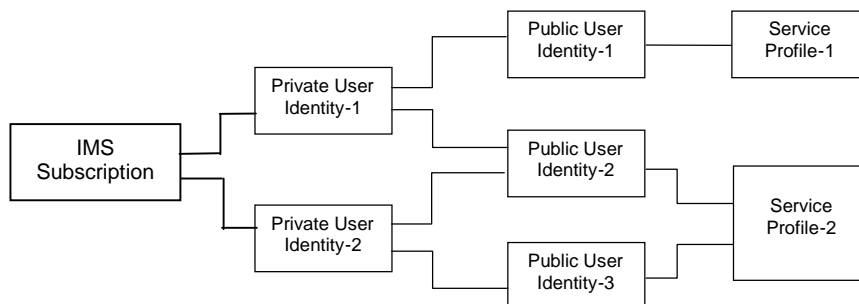 IMS
Subscription
Private User
Identity-1
Private User
Identity-2
Public User
Identity-1
Public User
Identity-2
Public User
Identity-3
Service
Profile-1
Service
Profile-2